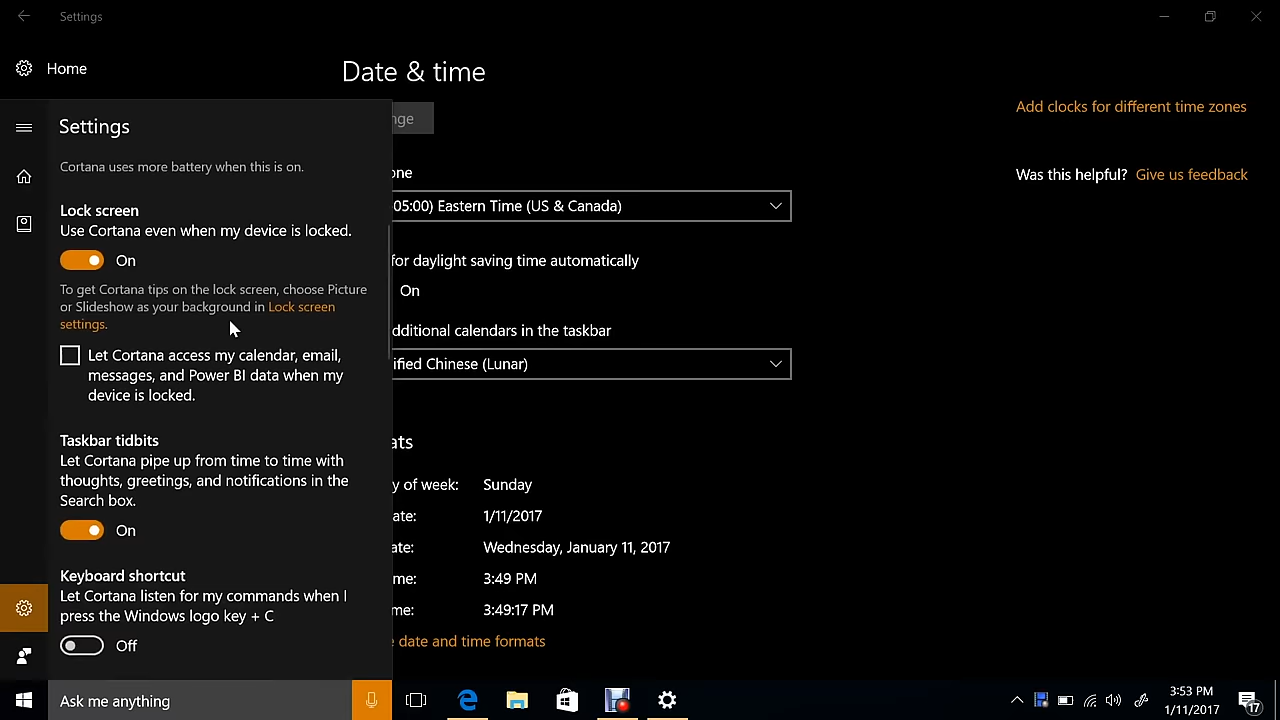 Settings
Home
Date & time
nge
Add clocks for different time zones
Settings
Cortana uses more battery when this is on.
one
Was this helpful? Give us feedback
Lock screen
Use Cortana even when my device is locked.
05:00) Eastern Time (US & Canada)
On
for daylight saving time automatically
To get Cortana tips on the lock screen, choose Picture
or Slideshow as your background in Lock screen
settings.
On
dditional calendars in the taskbar
Let Cortana access my calendar, email,
messages, and Power BI data when my
device is locked.
ified Chinese (Lunar)
Taskbar tidbits
Let Cortana pipe up from time to time with
thoughts, greetings, and notifications in the
Search box.
On
ats
y of week: Sunday
ate: 1/11/2017
ate: Wednesday, January 11, 2017
Keyboard shortcut
Let Cortana listen for my commands when I
press the Windows logo key + C
Off
me: 3:49 PM
me: 3:49:17 PM
e date and time formats
Ask me anything
3:53 PM
1/11/2017
17